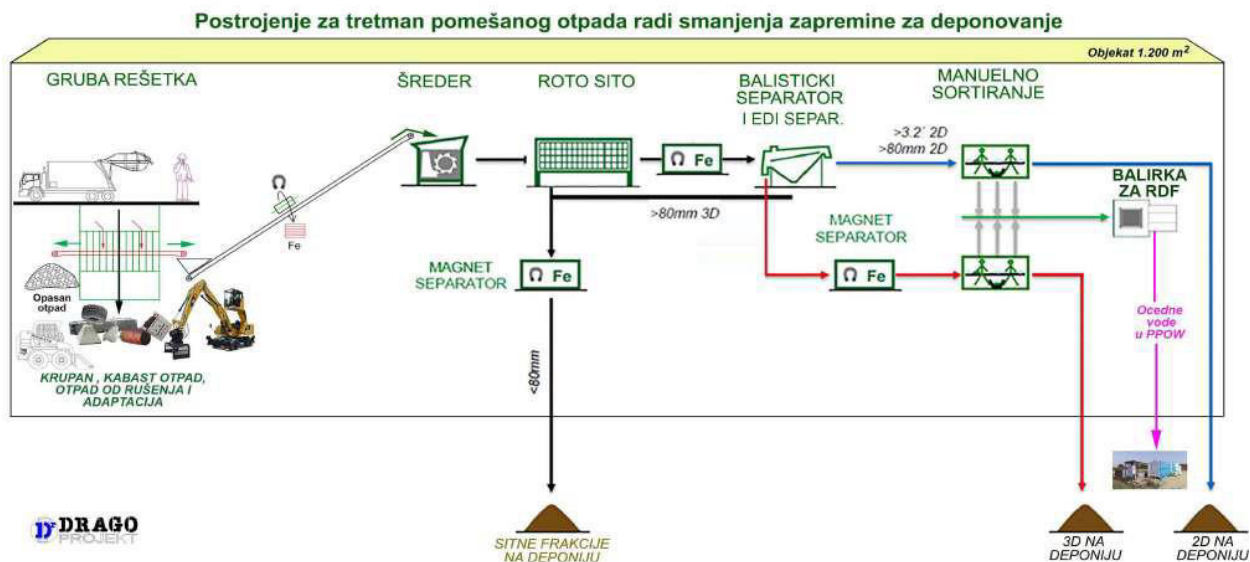 Postrojenje za tretman pomešanog otpada radi smanjenja zapremine za deponovanje
Objekat 1.200 m²
GRUBA REŠETKA
ŠREDER
ROTO SITO
BALISTICKI
SEPARATOR
I EDI SEPAR.
MANUELNO
SORTIRANJE
>3.2´ 2D
>80mm 2D
Fe
BALIRKA
ZA RDF
Fe
>80mm 3D
MAGNET
SEPARATOR
Fe
MAGNET
SEPARATOR
Fe
Opasan
otpad
Ocedne
vode
u PPOW
KRUPAN , KABAST OTPAD,
OTPAD OD RUŠENJA I
ADAPTACIJA
<80mm
DRAGO
PROJEKT
SITNE FRAKCIJE
NA DEPONIJU
3D NA
DEPONIJU
2D NA
DEPONIJU